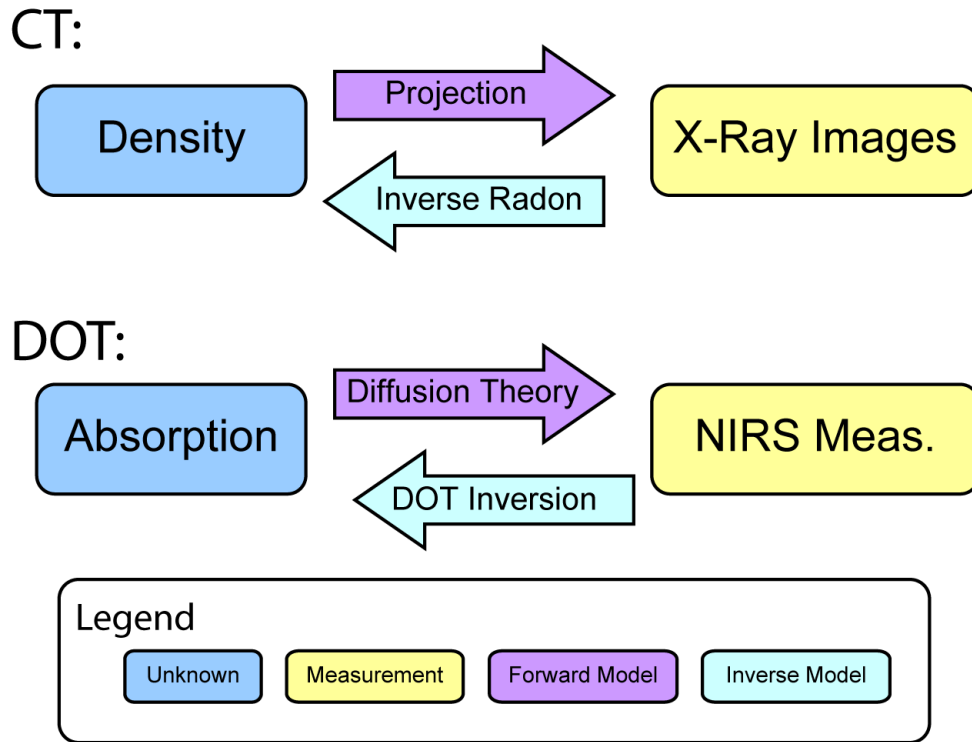 CT:
Density
Projection
X-Ray Images
Inverse Radon
DOT:
Absorption
Diffusion Theory
NIRS Meas.
DOT Inversion
Legend
Unknown
Measurement
Forward Model
Inverse Model